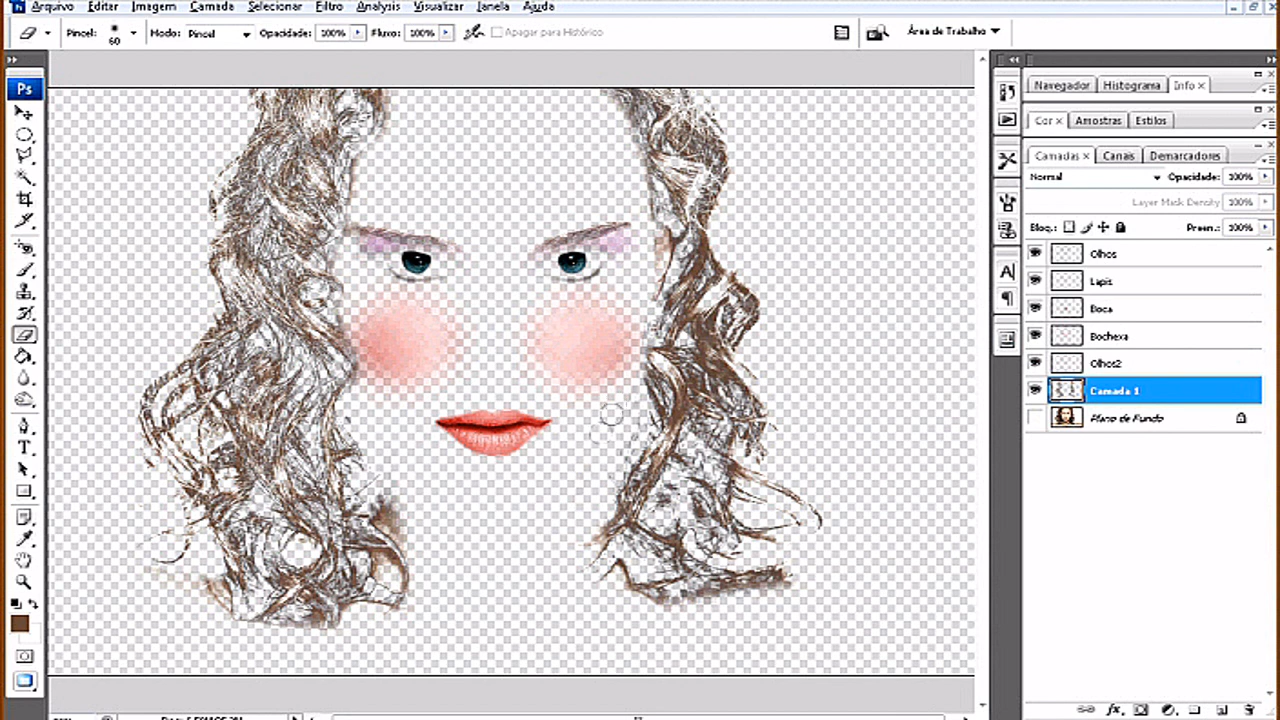 Arquivo Editar Imagem Camada Selecionar Filtro Analysis Visualizar Janela Ajuda
Pincel: 60 Modo: Pincel Opacidade: 100% Fluxo: 100% Apagar para Histórico Área de Trabalho
Ps
Navegador Histograma Info x
Cor x Amostras Estilos
Camadas x Canais Demarcadores
Normal Opacidade: 100%
Layer Mask Density 100%
Bloq.: Preen.: 100%
Olhos
Lapis
Boca
Bochexa
Olhos2
Camada 1
Plano de Fundo